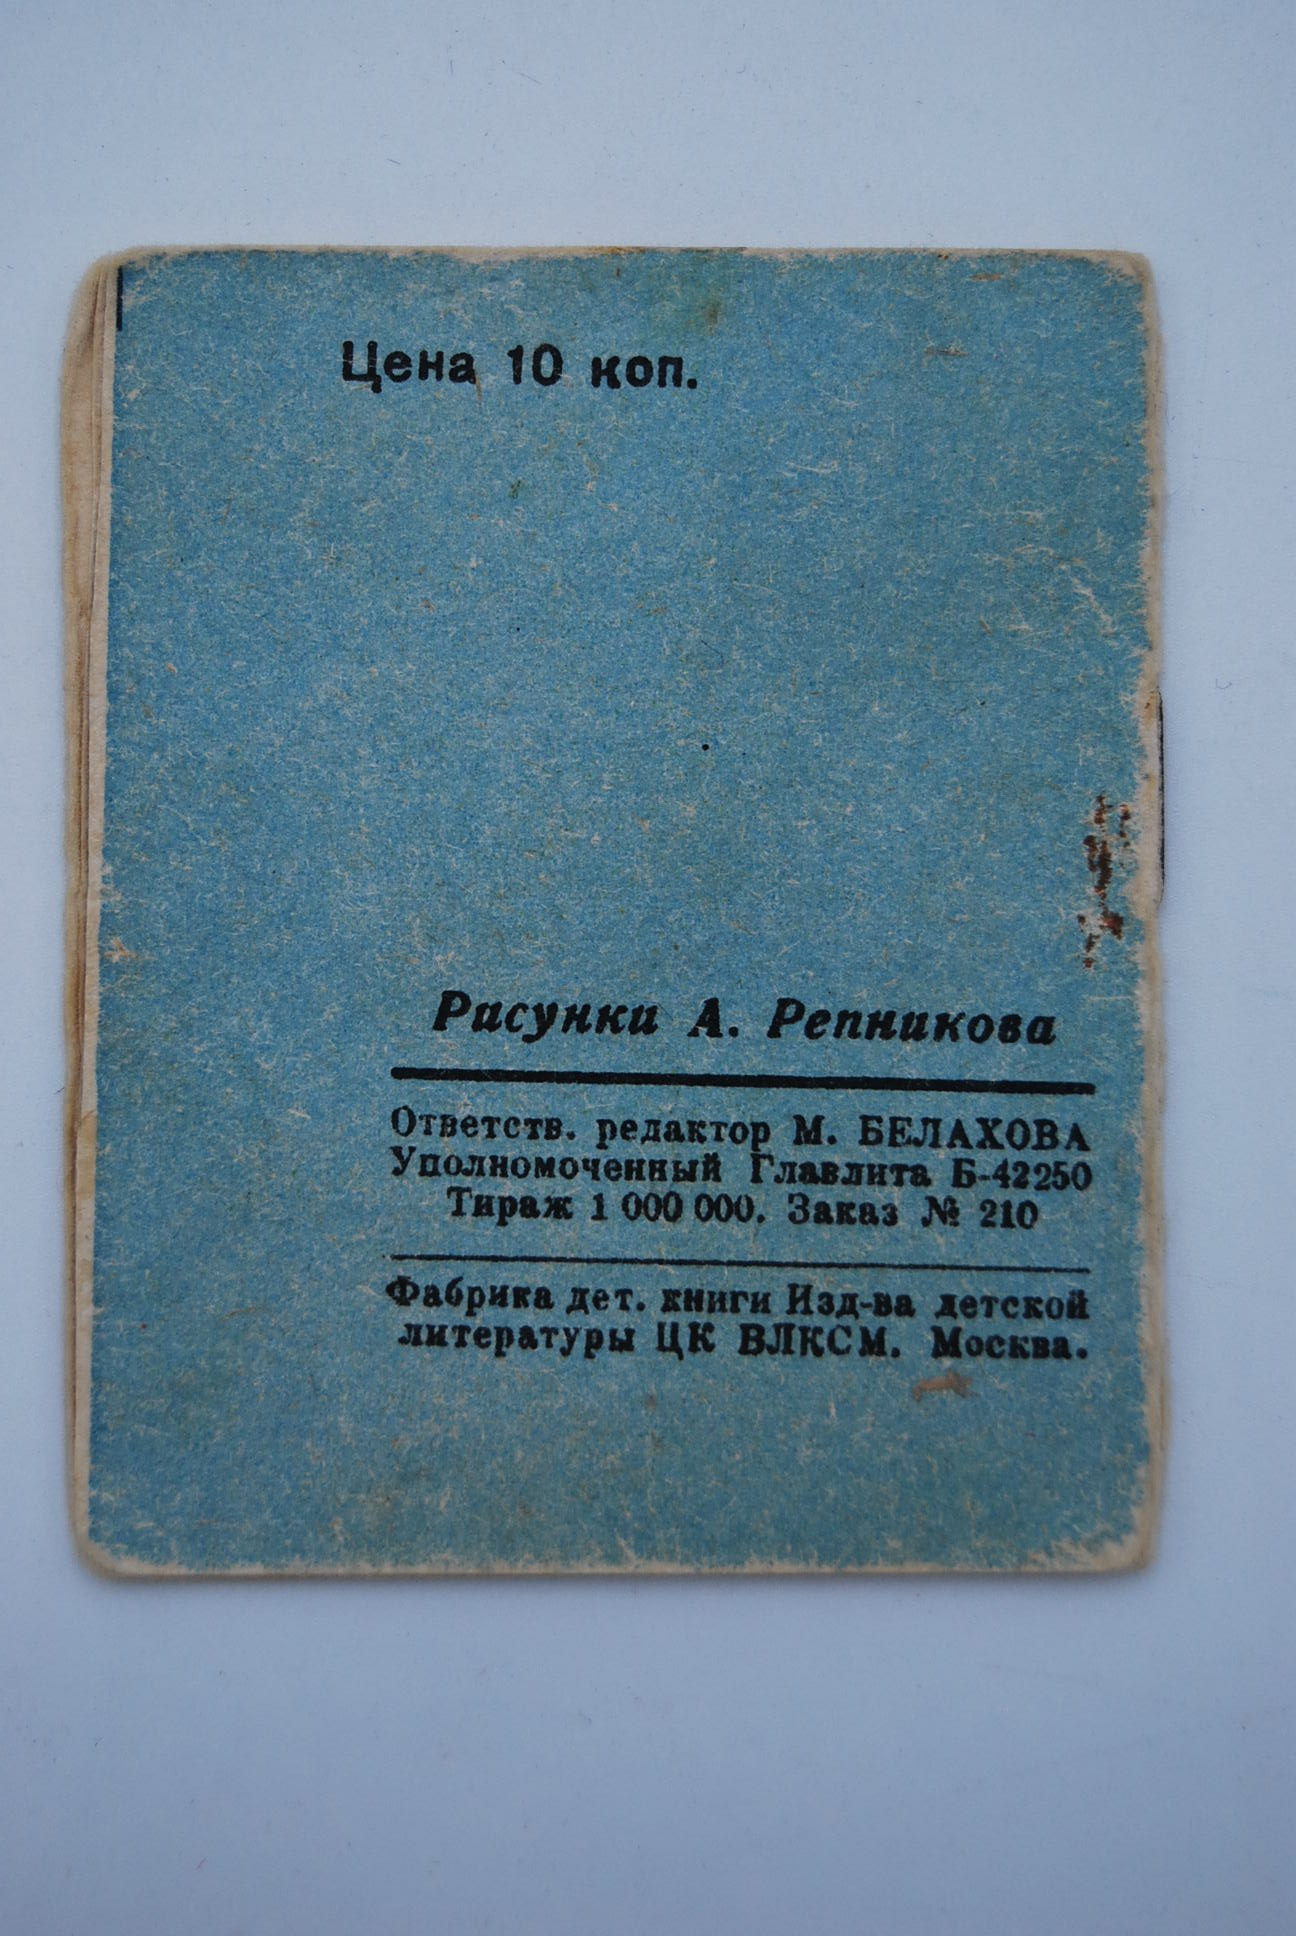 Цена 10 коп.
Рисунки А. Репникова
Ответств. редактор М. БЕЛАХОВА
Уполномоченный Главлита Б-42250
Тираж 1 000 000. Заказ № 210
Фабрика дет. книги Изд-ва детской
литературы ЦК ВЛКСМ. Москва.